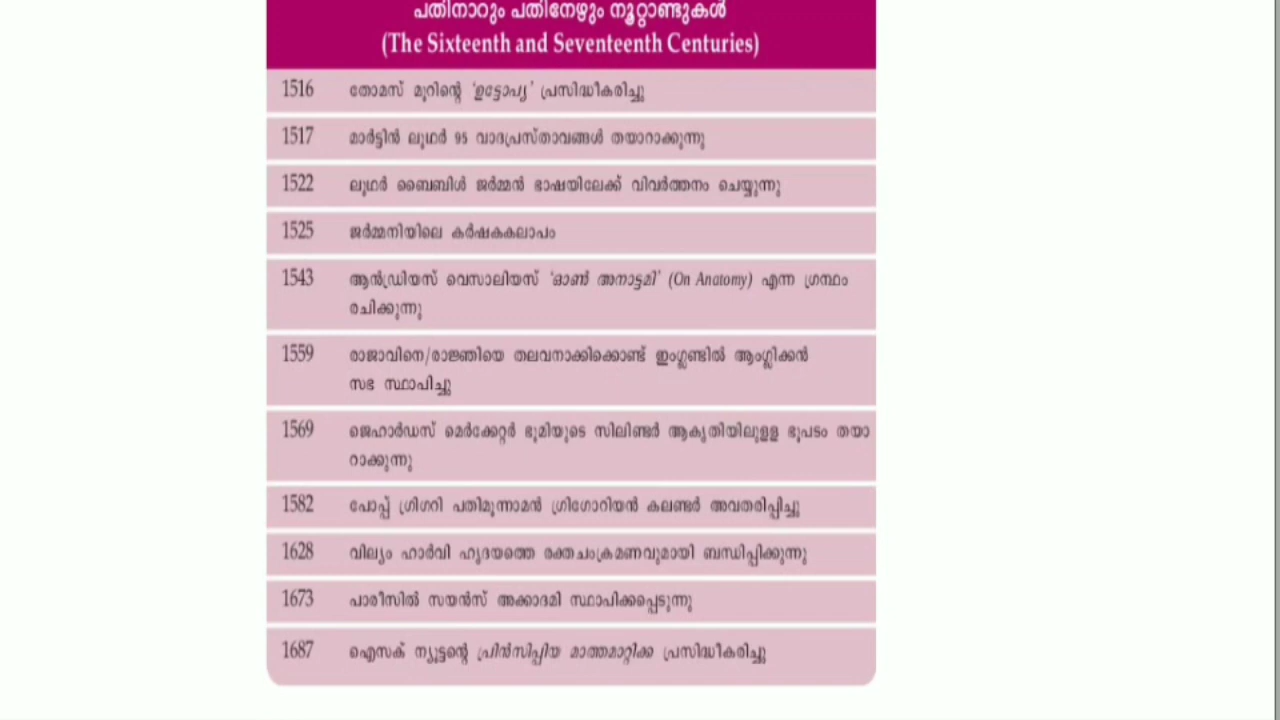 പതിനാറും പതിനേഴും നൂറ്റാണ്ടുകൾ
(The Sixteenth and Seventeenth Centuries)
1516 തോമസ് മൂറിന്റെ ‘ഉട്ടോപ്യ’ പ്രസിദ്ധീകരിച്ചു
1517 മാർട്ടിൻ ലൂഥർ 95 വാദപ്രസ്താവങ്ങൾ തയാറാക്കുന്നു
1522 ലൂഥർ ബൈബിൾ ജർമ്മൻ ഭാഷയിലേക്ക് വിവർത്തനം ചെയ്യുന്നു
1525 ജർമ്മനിയിലെ കർഷകകലാപം
1543 ആൻഡ്രിയസ് വെസാലിയസ് ‘ഓൺ അനാട്ടമി’ (On Anatomy) എന്ന ഗ്രന്ഥം
രചിക്കുന്നു
1559 രാജാവിനെ/രാജ്ഞിയെ തലവനാക്കിക്കൊണ്ട് ഇംഗ്ലണ്ടിൽ ആംഗ്ലിക്കൻ
സഭ സ്ഥാപിച്ചു
1569 ജെഹാർഡസ് മെർക്കേറ്റർ ഭൂമിയുടെ സിലിണ്ടർ ആകൃതിയിലുളള ഭൂപടം തയാ
റാക്കുന്നു
1582 പോപ്പ് ഗ്രിഗറി പതിമൂന്നാമൻ ഗ്രിഗോറിയൻ കലണ്ടർ അവതരിപ്പിച്ചു
1628 വില്യം ഹാർവി ഹൃദയത്തെ രക്തചംക്രമണവുമായി ബന്ധിപ്പിക്കുന്നു
1673 പാരീസിൽ സയൻസ് അക്കാദമി സ്ഥാപിക്കപ്പെടുന്നു
1687 ഐസക് ന്യൂട്ടന്റെ പ്രിൻസിപ്പിയ മാത്തമാറ്റിക്ക പ്രസിദ്ധീകരിച്ചു